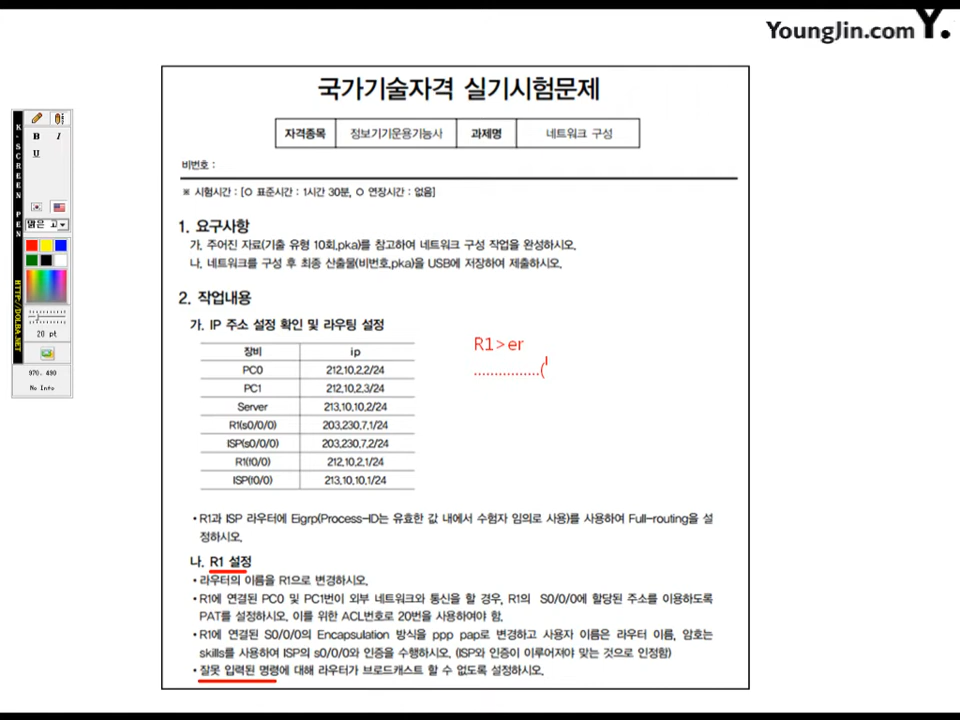 YoungJin.com Y.
국가기술자격 실기시험문제
자격종목 정보기기운용기능사 과제명 네트워크 구성
비번호 :
※ 시험시간 : [O 표준시간 : 1시간 30분, O 연장시간 : 없음]
1. 요구사항
가. 주어진 자료(기출 유형 10회.pka)를 참고하여 네트워크 구성 작업을 완성하시오.
나. 네트워크를 구성 후 최종 산출물(비번호.pka)을 USB에 저장하여 제출하시오.
2. 작업내용
가. IP 주소 설정 확인 및 라우팅 설정
장비 ip
PC0 212.10.2.2/24
PC1 212.10.2.3/24
Server 213.10.10.2/24
R1(s0/0/0) 203.230.7.1/24
ISP(s0/0/0) 203.230.7.2/24
R1(f0/0) 212.10.2.1/24
ISP(f0/0) 213.10.10.1/24
R1>er
................('
• R1과 ISP 라우터에 Eigrp(Process-ID는 유효한 값 내에서 수험자 임의로 사용)를 사용하여 Full-routing을 설
정하시오.
나. R1 설정
• 라우터의 이름을 R1으로 변경하시오.
• R1에 연결된 PC0 및 PC1번이 외부 네트워크와 통신을 할 경우, R1의 S0/0/0에 할당된 주소를 이용하도록
PAT를 설정하시오. 이를 위한 ACL번호로 20번을 사용하여야 함.
• R1에 연결된 S0/0/0의 Encapsulation 방식을 ppp pap로 변경하고 사용자 이름은 라우터 이름, 암호는
skills를 사용하여 ISP의 s0/0/0와 인증을 수행하시오. (ISP와 인증이 이루어져야 맞는 것으로 인정함)
• 잘못 입력된 명령에 대해 라우터가 브로드캐스트 할 수 없도록 설정하시오.
K-SCREEN PEN
HTTP://DOLBA.NET
B I
U
맑은 고
20 pt
970, 490
No Info